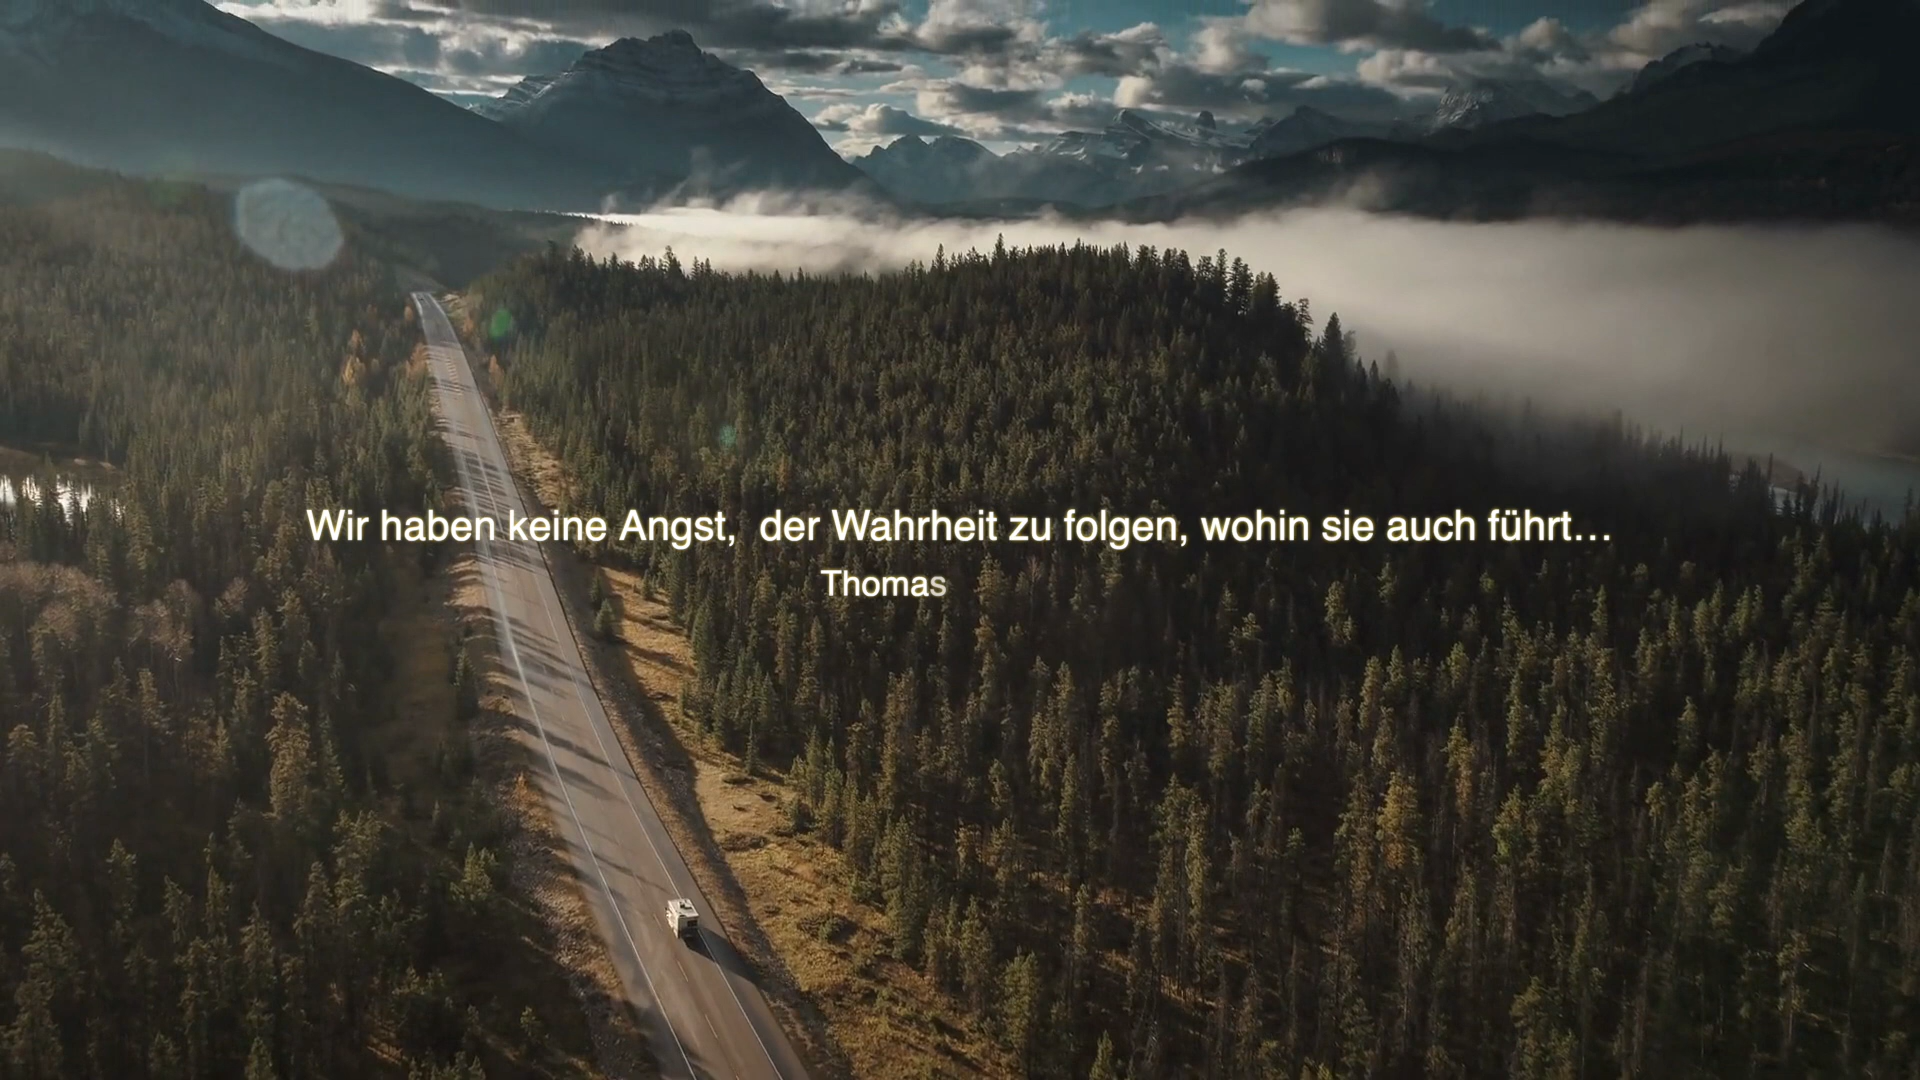 Wir haben keine Angst,  der Wahrheit zu folgen, wohin sie auch führt…
Thomas